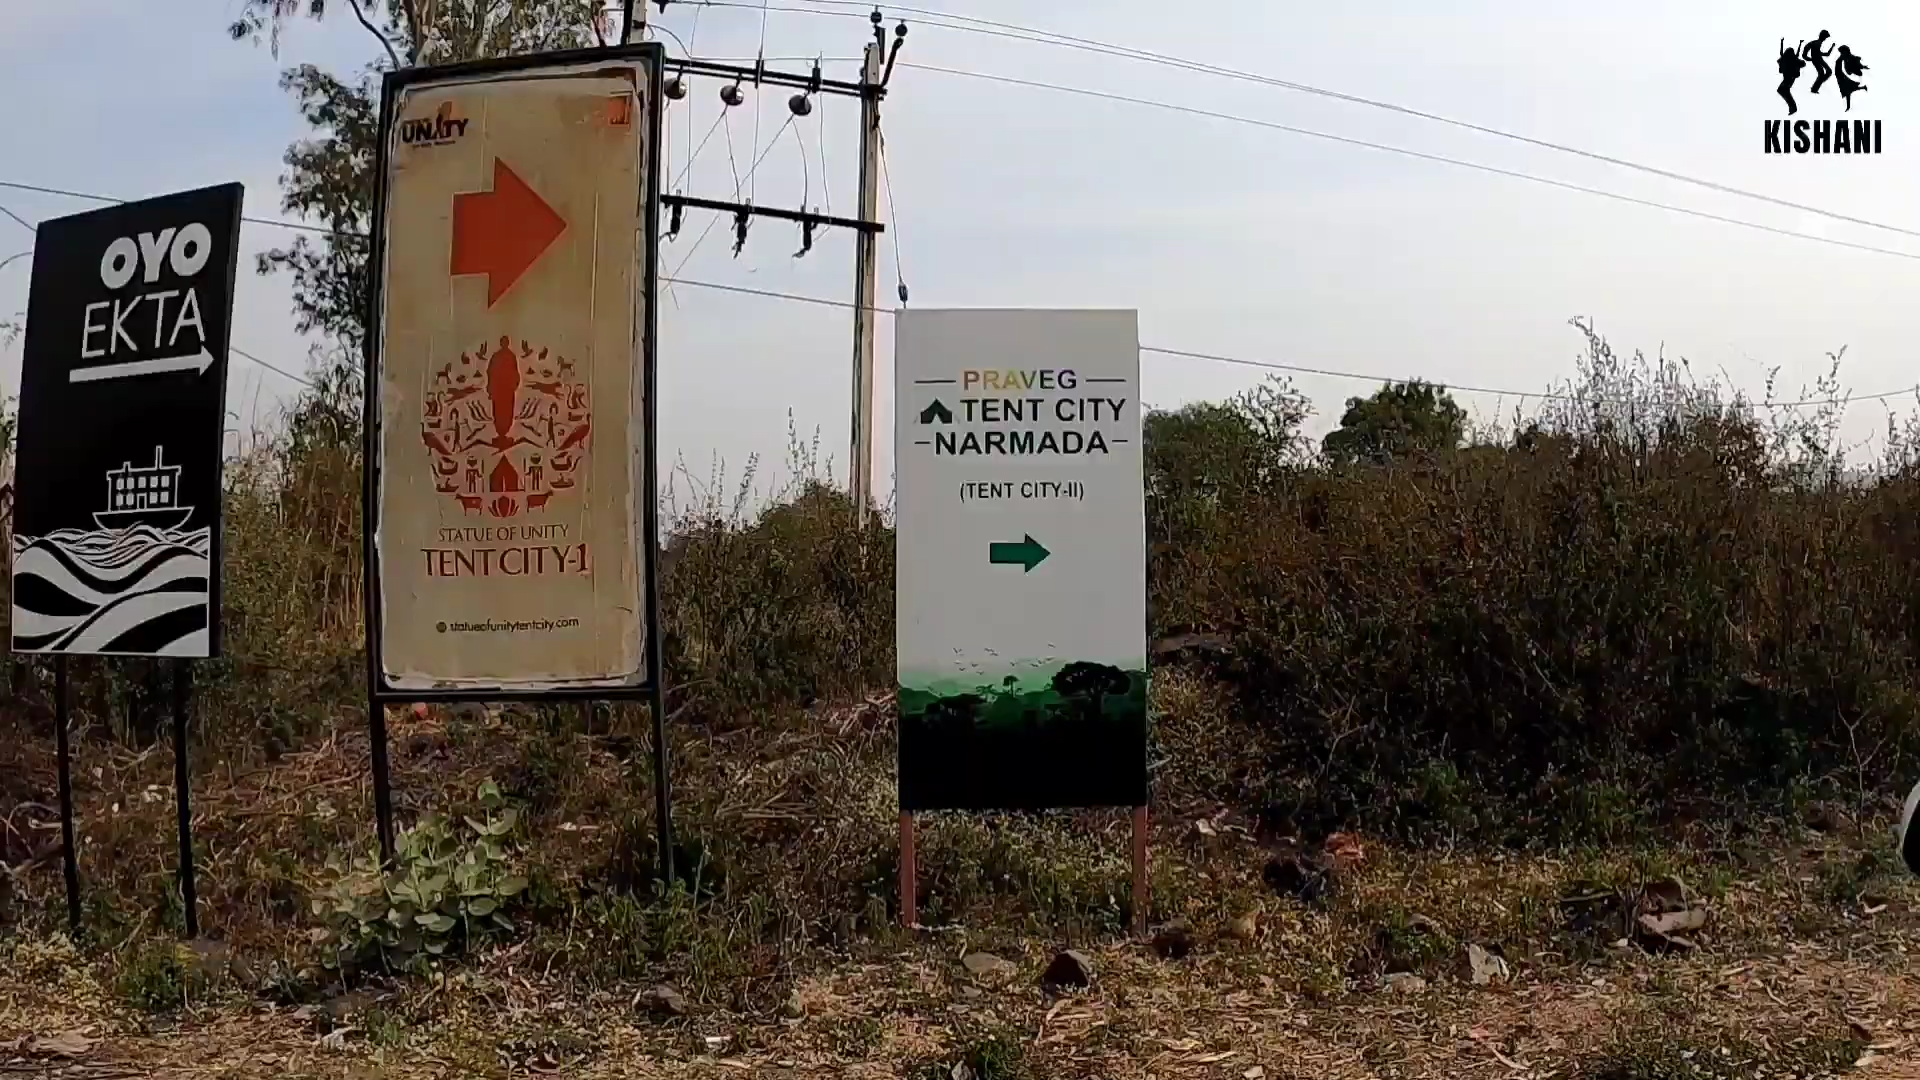 OYO
EKTA
UNITY
STATUE OF UNITY
TENT CITY-1
statueofunitytentcity.com
PRAVEG
TENT CITY
NARMADA
(TENT CITY-II)
KISHANI